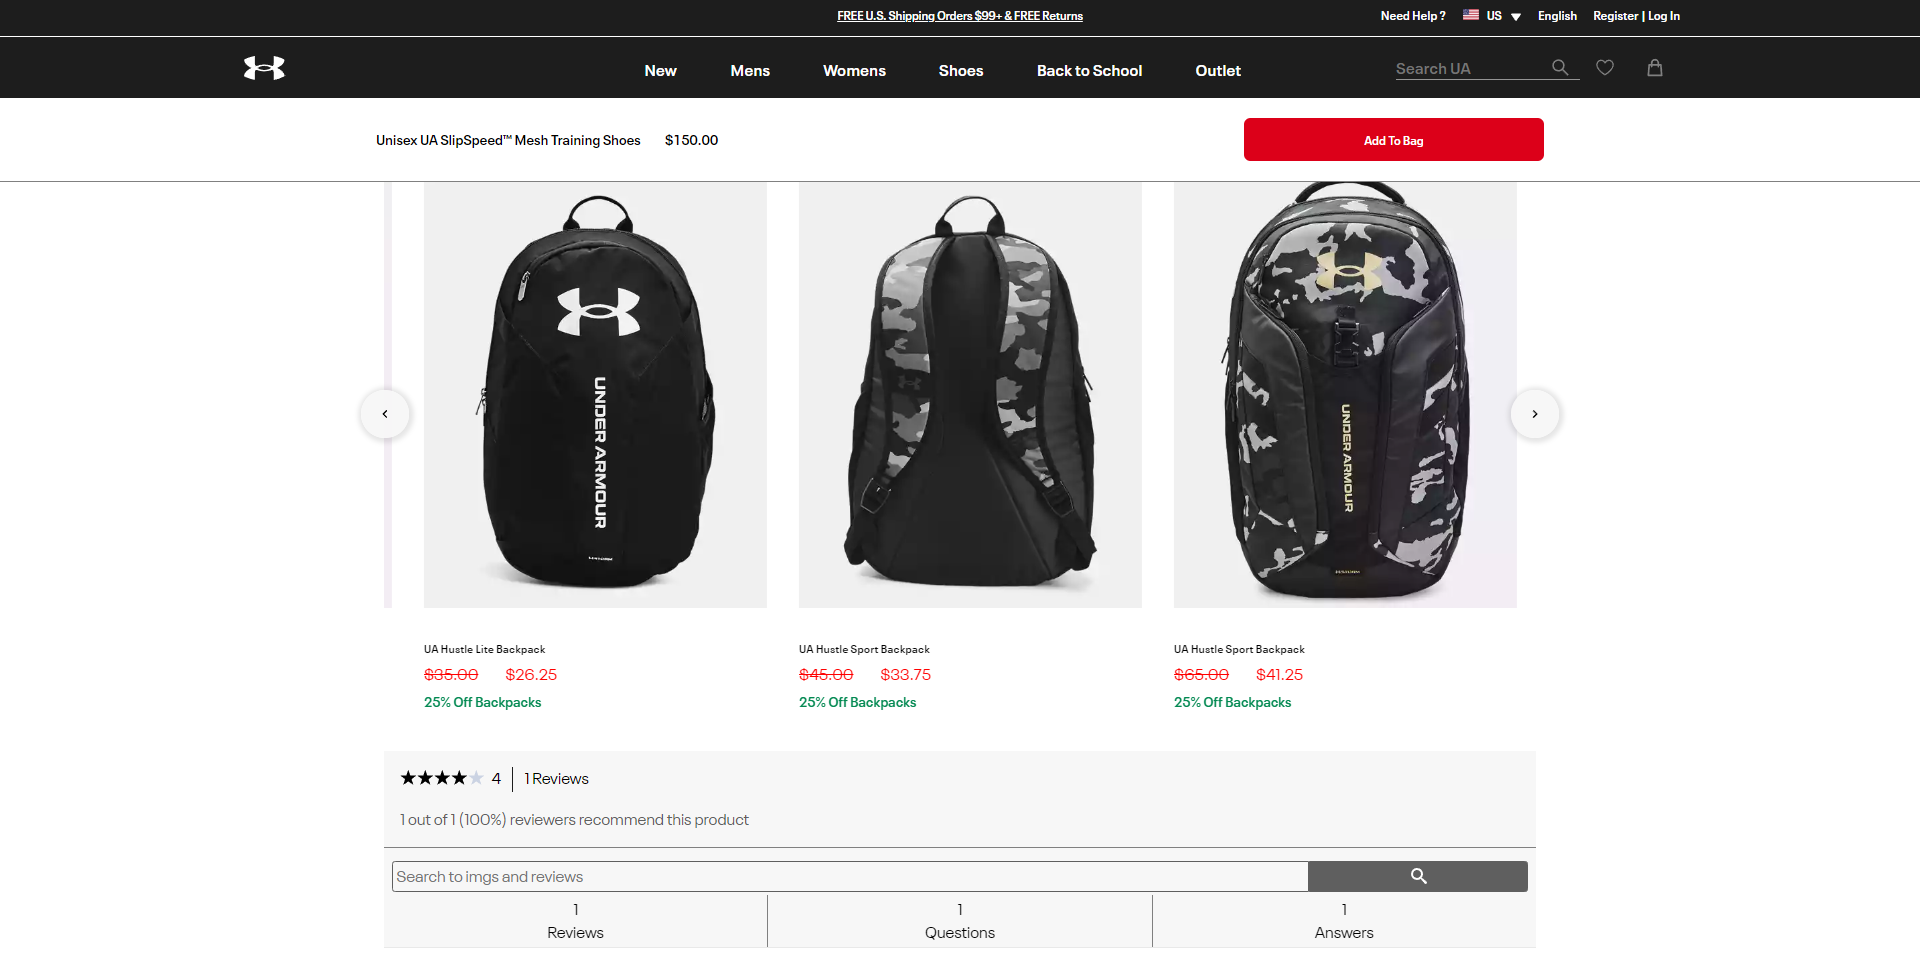 FREE U.S. Shipping Orders $99+ & FREE Returns
Need Help ? US English Register | Log In
New Mens Womens Shoes Back to School Outlet
Search UA
Unisex UA SlipSpeed™ Mesh Training Shoes $150.00
Add To Bag
UNDER ARMOUR
UNDER ARMOUR
UA Hustle Lite Backpack
$35.00 $26.25
25% Off Backpacks
UA Hustle Sport Backpack
$45.00 $33.75
25% Off Backpacks
UA Hustle Sport Backpack
$65.00 $41.25
25% Off Backpacks
4 | 1 Reviews
1 out of 1 (100%) reviewers recommend this product
Search to imgs and reviews
1
Reviews
1
Questions
1
Answers